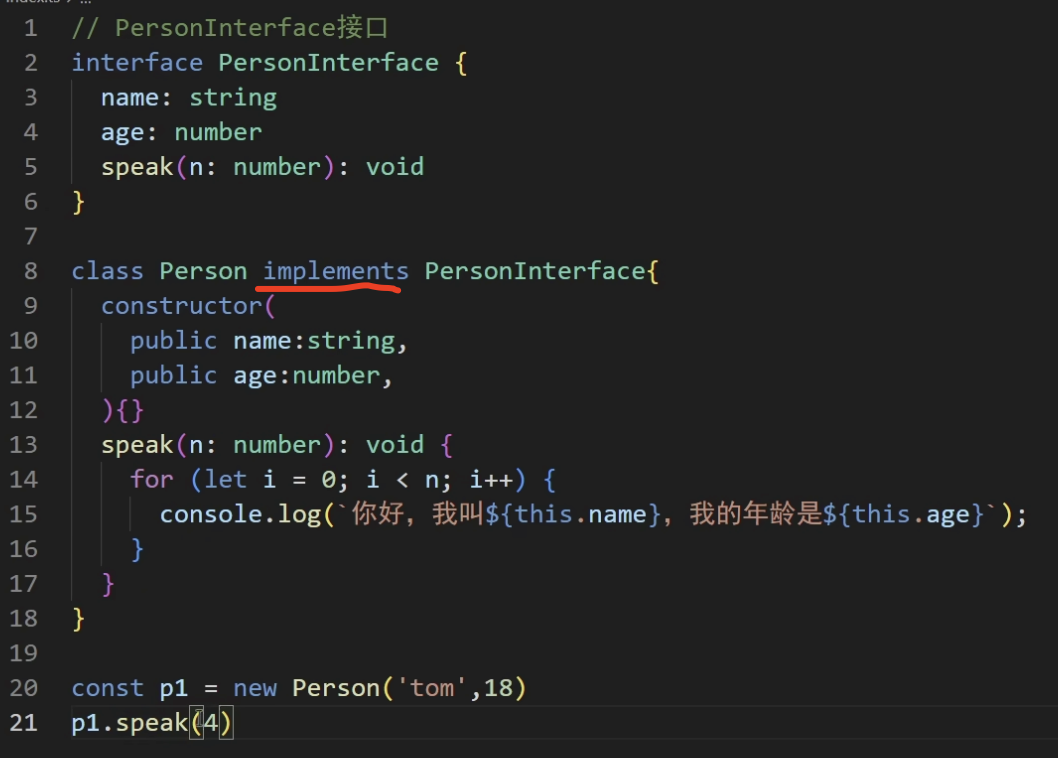 1 // PersonInterface接口
2 interface PersonInterface {
3 name: string
4 age: number
5 speak(n: number): void
6 }
7
8 class Person implements PersonInterface{
9 constructor(
10 public name:string,
11 public age:number,
12 ){}
13 speak(n: number): void {
14 for (let i = 0; i < n; i++) {
15 console.log(`你好，我叫${this.name}，我的年龄是${this.age}`);
16 }
17 }
18 }
19
20 const p1 = new Person('tom',18)
21 p1.speak(4)